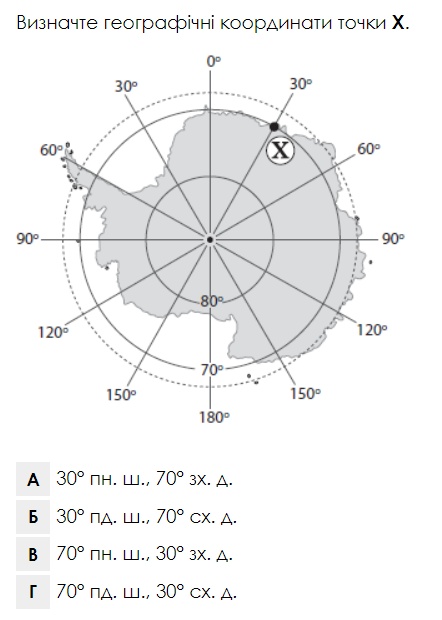 Визначте географічні координати точки X.
0°
30° 30°
60° 60°
X
90° 90°
80°
120° 120°
70°
150° 150°
180°
А 30° пн. ш., 70° зх. д.
Б 30° пд. ш., 70° сх. д.
В 70° пн. ш., 30° зх. д.
Г 70° пд. ш., 30° сх. д.